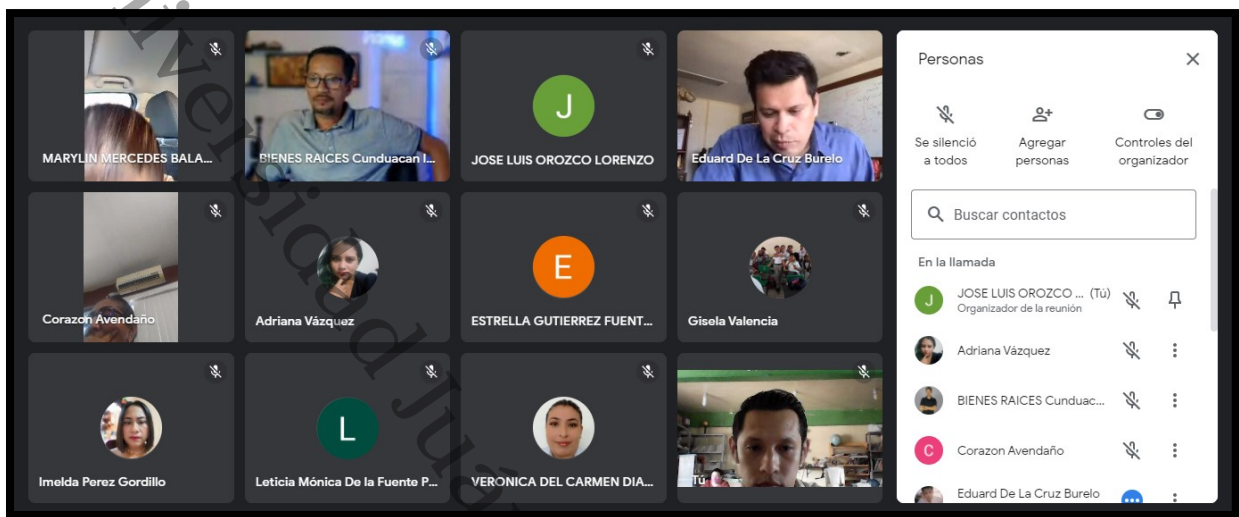 MARYLIN MERCEDES BALA...
BIENES RAICES Cunduacan I...
JOSE LUIS OROZCO LORENZO
Eduard De La Cruz Burelo
Corazon Avendaño
Adriana Vázquez
E
ESTRELLA GUTIERREZ FUENT...
Gisela Valencia
Imelda Perez Gordillo
L
Leticia Mónica De la Fuente P...
VERONICA DEL CARMEN DIA...
Tú
J
Personas
Se silenció
a todos
Agregar
personas
Controles del
organizador
Buscar contactos
En la llamada
J
JOSE LUIS OROZCO ... (Tú)
Organizador de la reunión
Adriana Vázquez
BIENES RAICES Cunduac...
C
Corazon Avendaño
Eduard De La Cruz Burelo